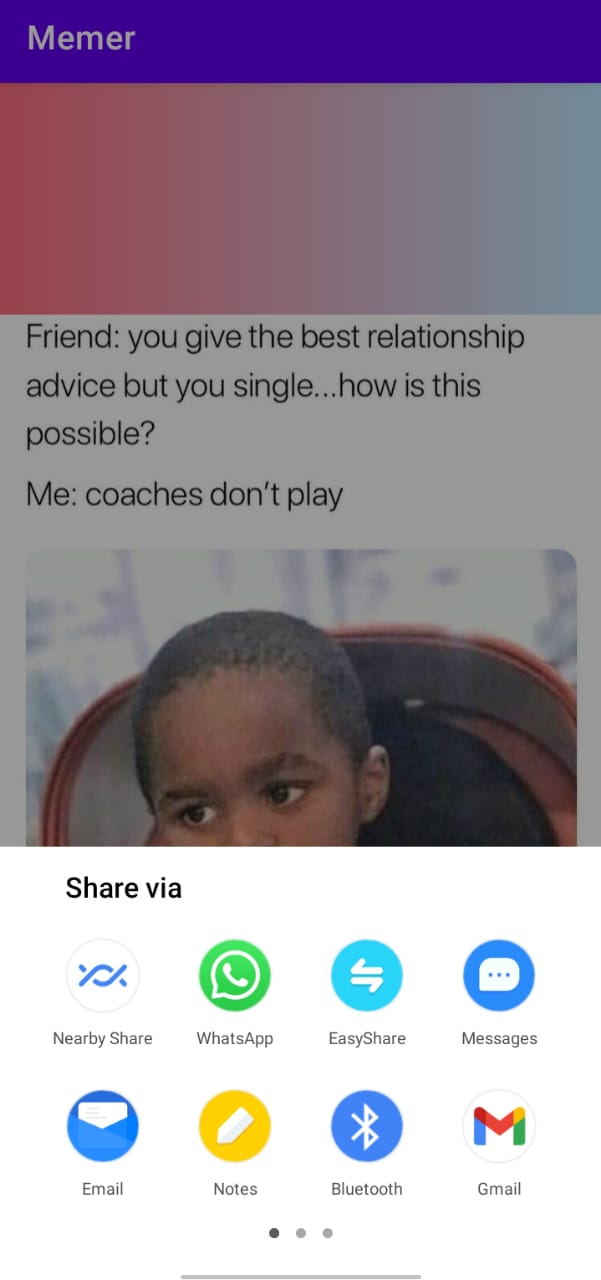 Memer
Friend: you give the best relationship
advice but you single...how is this
possible?
Me: coaches don't play
Share via
Nearby Share
WhatsApp
EasyShare
Messages
Email
Notes
Bluetooth
Gmail